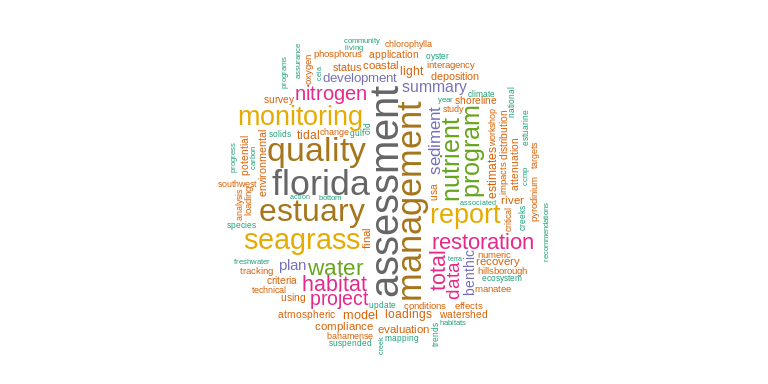 community
living
chlorophylla
phosphorus
application
oyster
assurance
oxygen
status
coastal
light
interagency
programs
ceia
development
deposition
nitrogen
summary
climate
survey
year
shoreline
national
monitoring
assessment
management
sediment
nutrient
program
study
workshop
distribution
estuarine
solids
tidal
change
gulf
old
environmental
potential
progress
carbon
quality
estimates
impacts
attenuation
targets
ccmp
southwest
florida
usa
analysis
loading
action
bottom
associated
river
estuary
report
critical
creeks
pyrodinium
recommendations
species
seagrass
final
restoration
freshwater
plan
water
total
data
benthic
terra
numeric
recovery
tracking
hillsborough
criteria
habitat
ecosystem
technical
using
project
manatee
update
conditions
effects
atmospheric
model
loadings
watershed
compliance
evaluation
habitats
bahamense
suspended
creek
mapping
trends